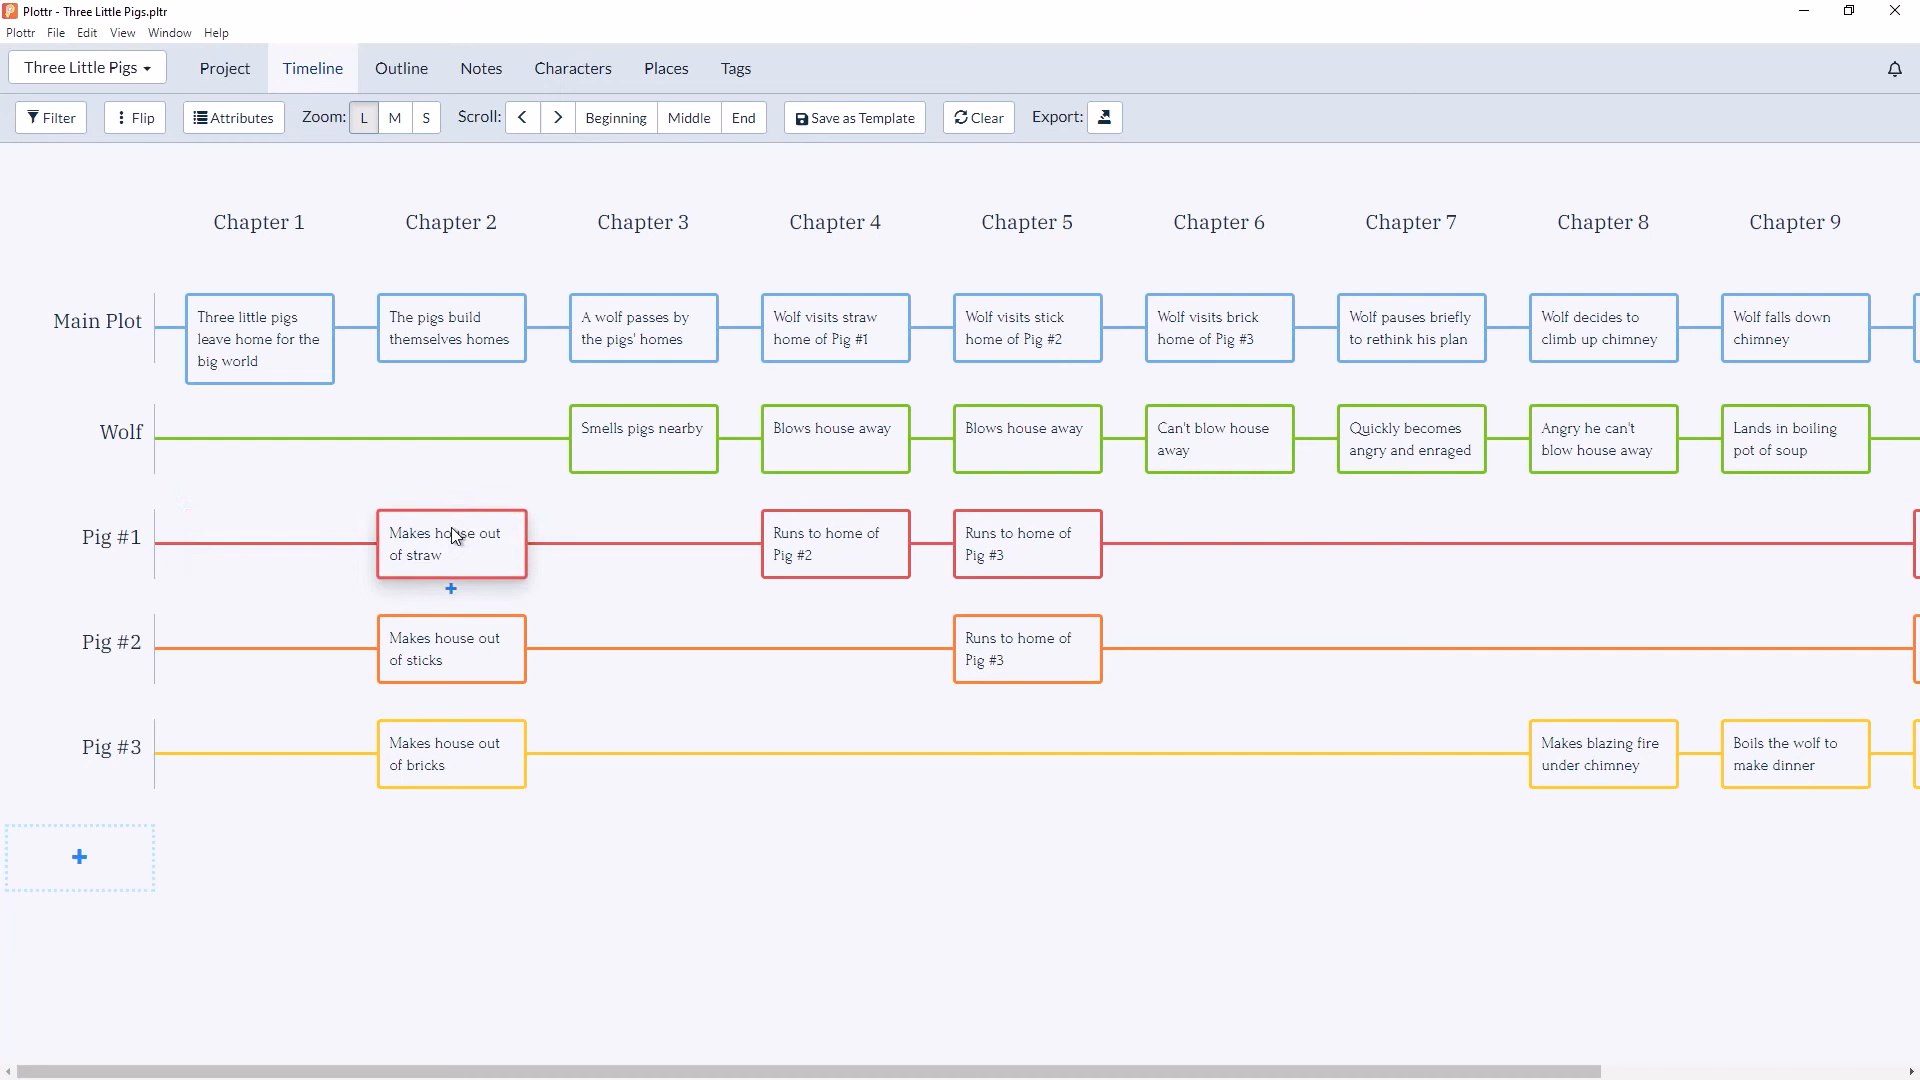 Plottr - Three Little Pigs.pltr
Plottr File Edit View Window Help
Three Little Pigs Project Timeline Outline Notes Characters Places Tags
Filter Flip Attributes Zoom: L M S Scroll: Beginning Middle End Save as Template Clear Export:
Chapter 1 Chapter 2 Chapter 3 Chapter 4 Chapter 5 Chapter 6 Chapter 7 Chapter 8 Chapter 9
Main Plot
Three little pigs
leave home for the
big world
The pigs build
themselves homes
A wolf passes by
the pigs' homes
Wolf visits straw
home of Pig #1
Wolf visits stick
home of Pig #2
Wolf visits brick
home of Pig #3
Wolf pauses briefly
to rethink his plan
Wolf decides to
climb up chimney
Wolf falls down
chimney
Wolf
Smells pigs nearby
Blows house away
Blows house away
Can't blow house
away
Quickly becomes
angry and enraged
Angry he can't
blow house away
Lands in boiling
pot of soup
Pig #1
Makes house out
of straw
Runs to home of
Pig #2
Runs to home of
Pig #3
Pig #2
Makes house out
of sticks
Runs to home of
Pig #3
Pig #3
Makes house out
of bricks
Makes blazing fire
under chimney
Boils the wolf to
make dinner